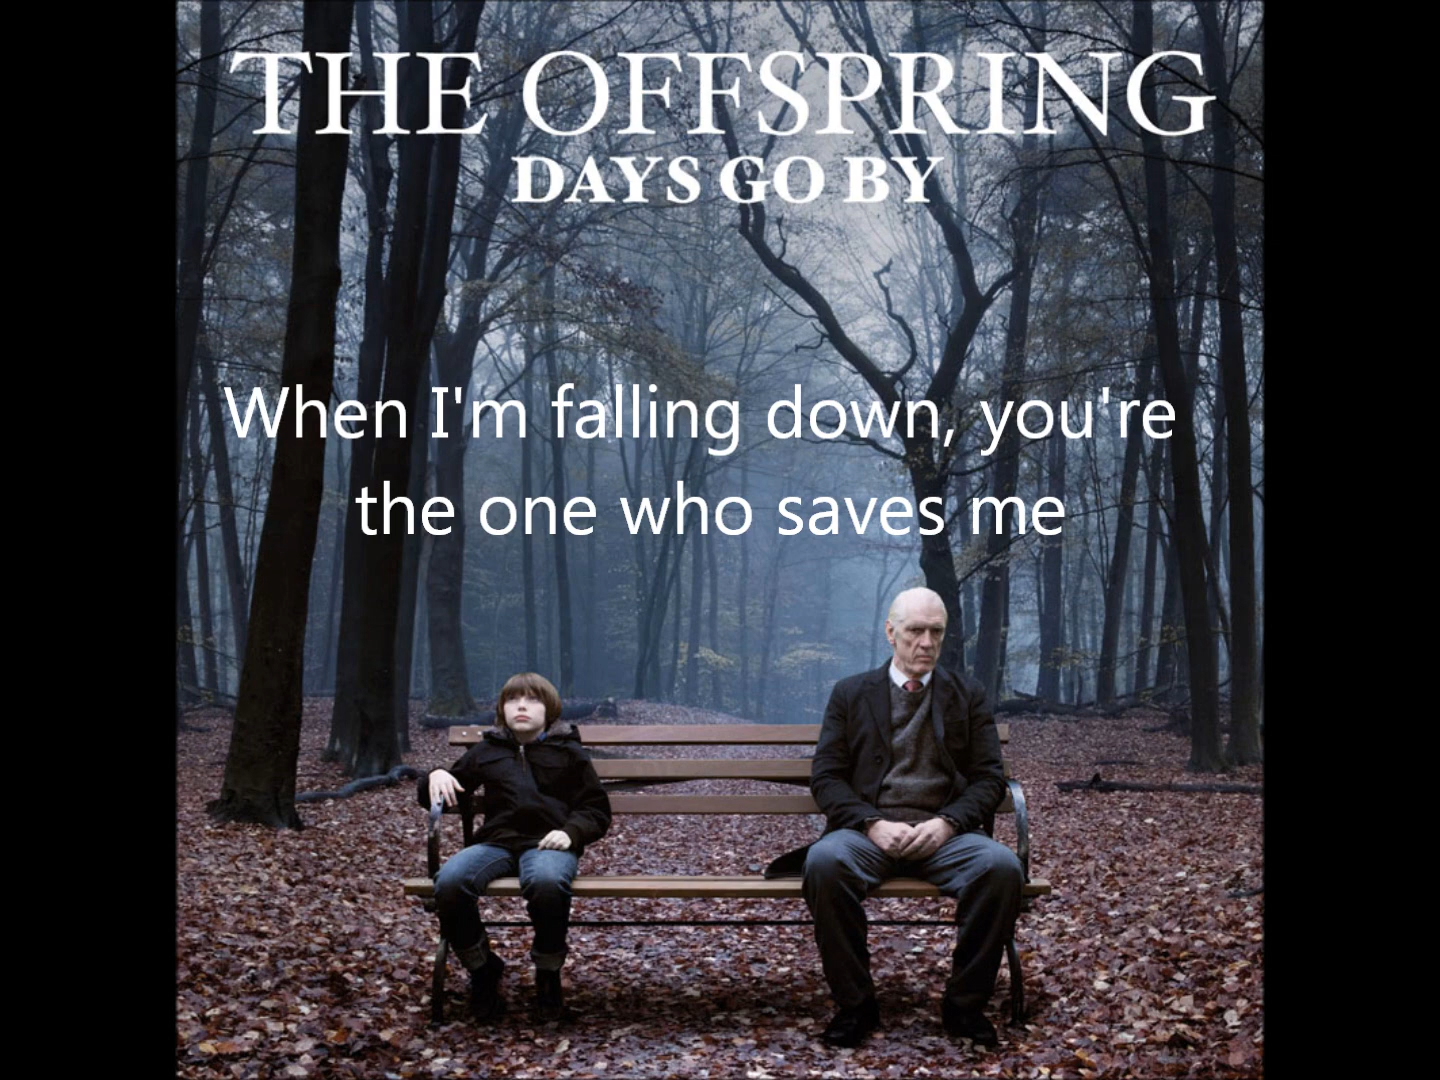 THE OFFSPRING
DAYS GO BY
When I'm falling down, you're
the one who saves me